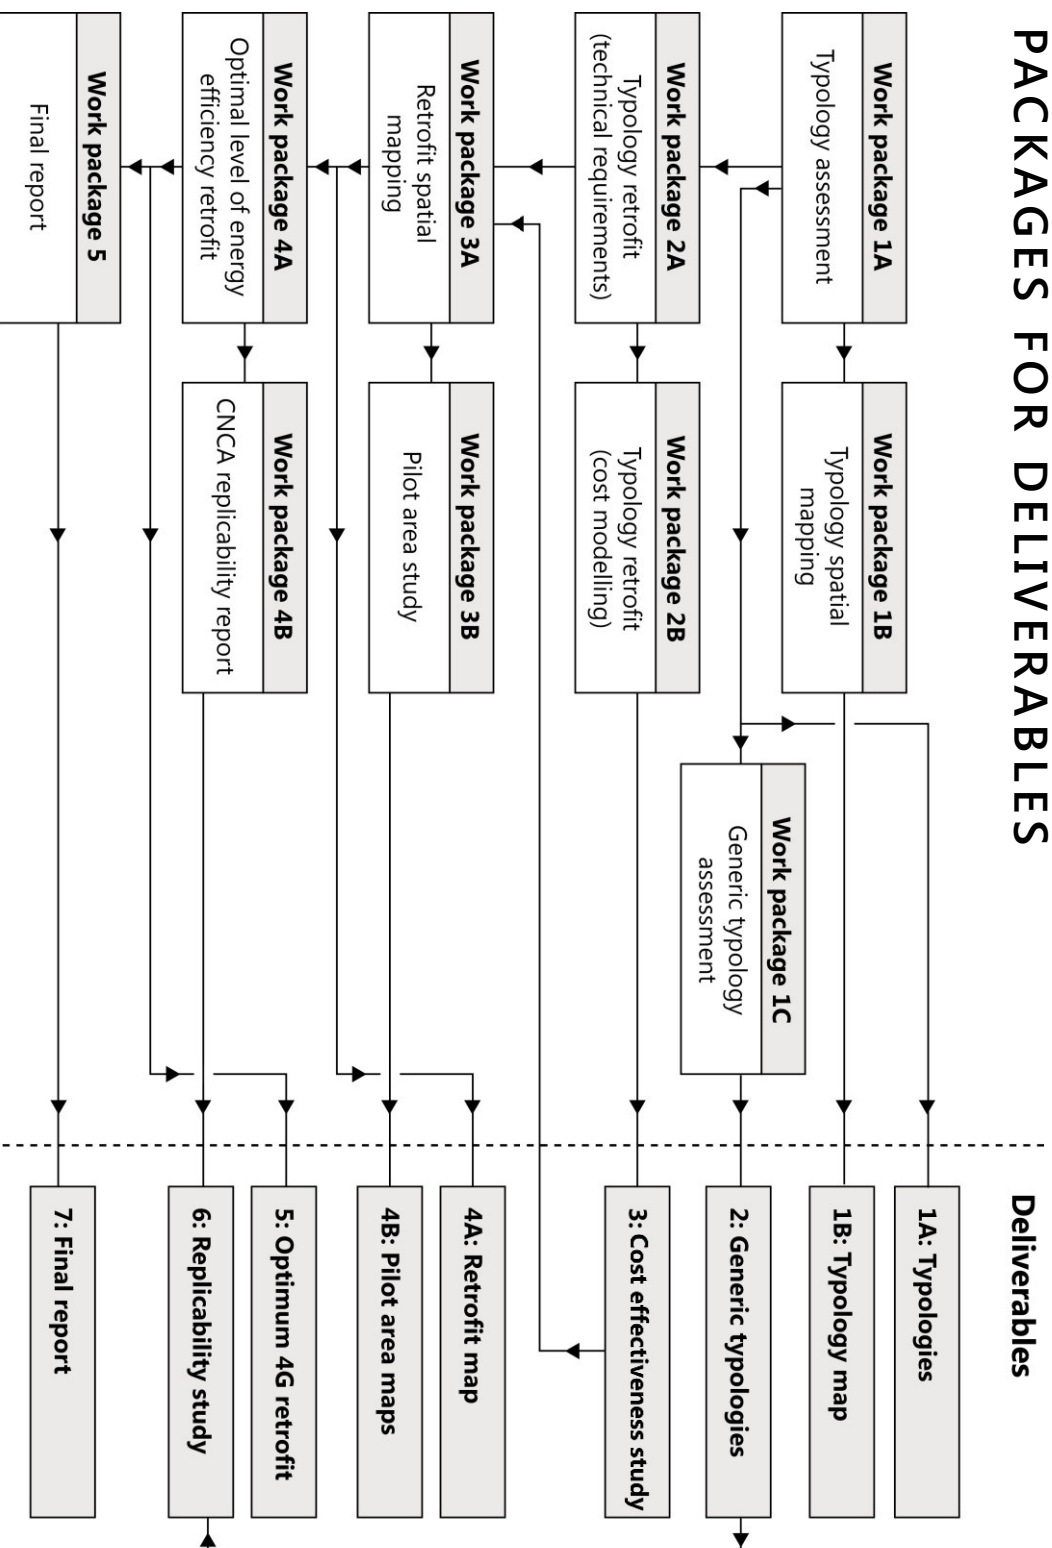 PACKAGES FOR DELIVERABLES
Deliverables
Work package 1A
Typology assessment
Work package 1B
Typology spatial
mapping
1A: Typologies
1B: Typology map
Work package 1C
Generic typology
assessment
2: Generic typologies
Work package 2A
Typology retrofit
(technical requirements)
Work package 2B
Typology retrofit
(cost modelling)
3: Cost effectiveness study
Work package 3A
Retrofit spatial
mapping
Work package 3B
Pilot area study
4A: Retrofit map
4B: Pilot area maps
Work package 4A
Optimal level of energy
efficiency retrofit
Work package 4B
CNCA replicability report
5: Optimum 4G retrofit
6: Replicability study
Work package 5
Final report
7: Final report